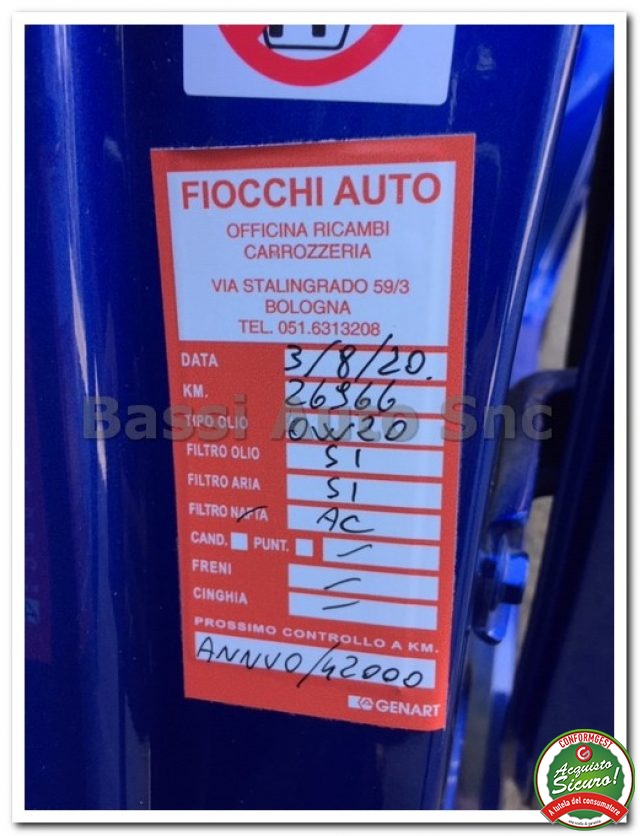 FIOCCHI AUTO
OFFICINA RICAMBI
CARROZZERIA
VIA STALINGRADO 59/3
BOLOGNA
TEL. 051.6313208
DATA 3/8/20.
KM. 26966
Bassi Auto Snc
TIPO OLIO 0W20
FILTRO OLIO SI
FILTRO ARIA SI
FILTRO NAFTA AC
CAND. PUNT. /
FRENI /
CINGHIA /
PROSSIMO CONTROLLO A KM.
ANNUO/42000
GENART
CONFORMGEST
Acquisto
Sicuro!
A tutela del consumatore